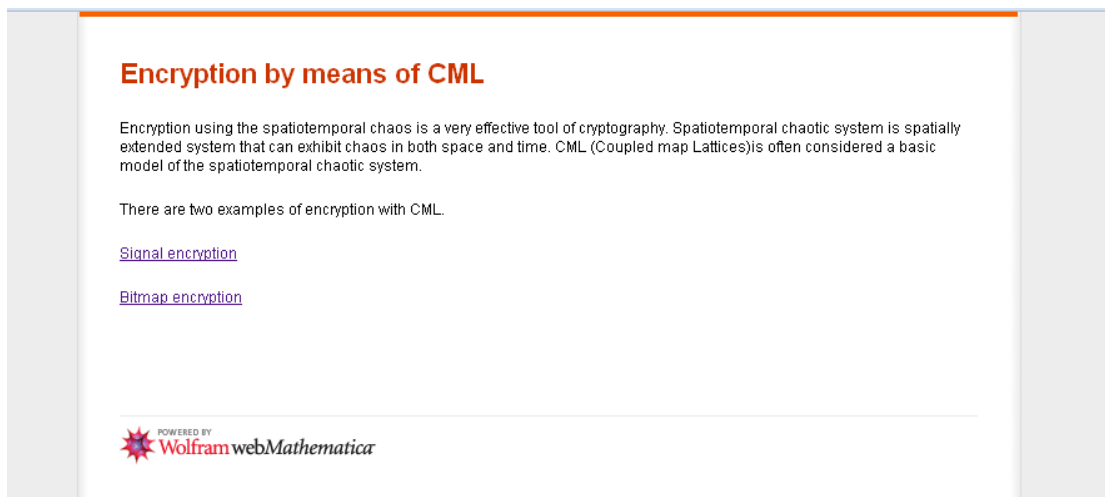 Encryption by means of CML
Encryption using the spatiotemporal chaos is a very effective tool of cryptography. Spatiotemporal chaotic system is spatially
extended system that can exhibit chaos in both space and time. CML (Coupled map Lattices)is often considered a basic
model of the spatiotemporal chaotic system.
There are two examples of encryption with CML.
Signal encryption
Bitmap encryption
POWERED BY
Wolfram webMathematica